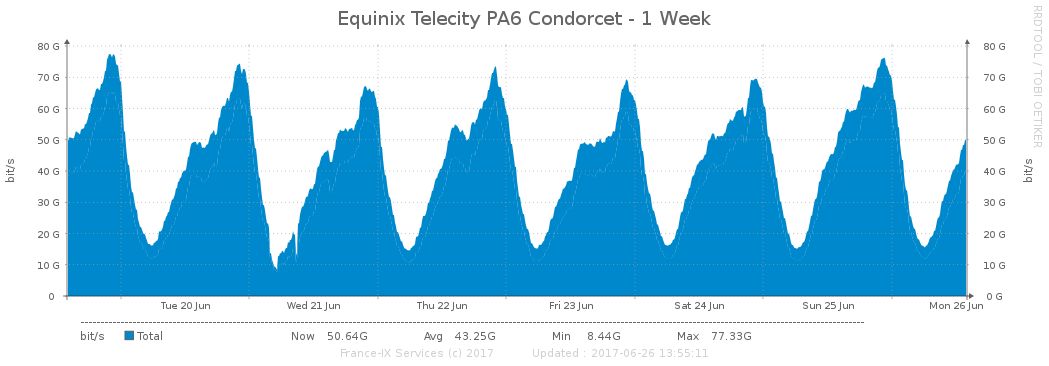 Equinix Telecity PA6 Condorcet - 1 Week
RRDTOOL / TOBI OETIKER
bit/s
80 G 80 G
70 G 70 G
60 G 60 G
50 G 50 G
40 G 40 G
30 G 30 G
20 G 20 G
10 G 10 G
0 0 G
bit/s
Tue 20 Jun Wed 21 Jun Thu 22 Jun Fri 23 Jun Sat 24 Jun Sun 25 Jun Mon 26 Jun
bit/s Total Now 50.64G Avg 43.25G Min 8.44G Max 77.33G
France-IX Services (c) 2017 Updated : 2017-06-26 13:55:11